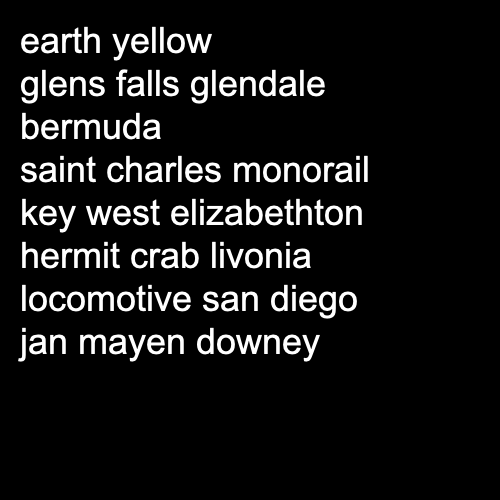 earth yellow
glens falls glendale
bermuda
saint charles monorail
key west elizabethton
hermit crab livonia
locomotive san diego
jan mayen downey